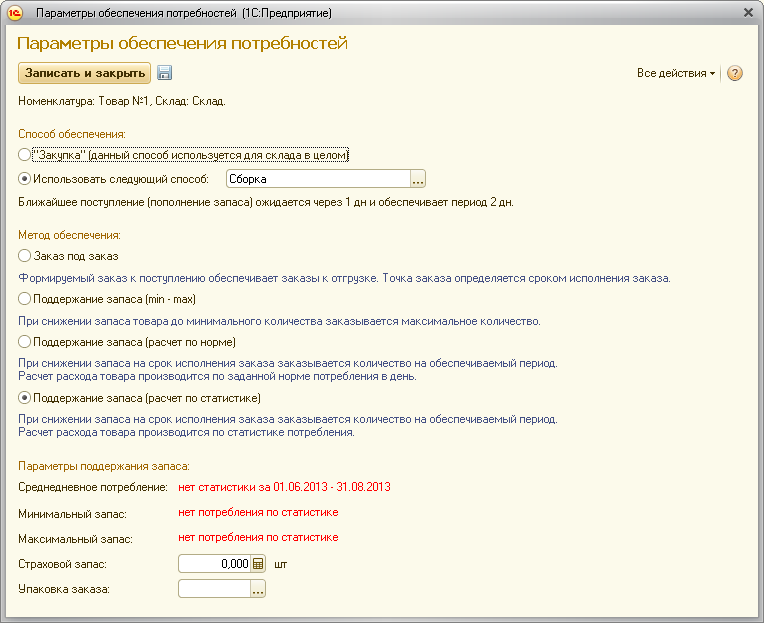 1С Параметры обеспечения потребностей (1С:Предприятие)
Параметры обеспечения потребностей
Записать и закрыть Все действия ?
Номенклатура: Товар №1, Склад: Склад.
Способ обеспечения:
"Закупка" (данный способ используется для склада в целом)
Использовать следующий способ: Сборка ...
Ближайшее поступление (пополнение запаса) ожидается через 1 дн и обеспечивает период 2 дн.
Метод обеспечения:
Заказ под заказ
Формируемый заказ к поступлению обеспечивает заказы к отгрузке. Точка заказа определяется сроком исполнения заказа.
Поддержание запаса (min - max)
При снижении запаса товара до минимального количества заказывается максимальное количество.
Поддержание запаса (расчет по норме)
При снижении запаса на срок исполнения заказа заказывается количество на обеспечиваемый период.
Расчет расхода товара производится по заданной норме потребления в день.
Поддержание запаса (расчет по статистике)
При снижении запаса на срок исполнения заказа заказывается количество на обеспечиваемый период.
Расчет расхода товара производится по статистике потребления.
Параметры поддержания запаса:
Среднедневное потребление: нет статистики за 01.06.2013 - 31.08.2013
Минимальный запас: нет потребления по статистике
Максимальный запас: нет потребления по статистике
Страховой запас: 0,000 шт
Упаковка заказа: ...